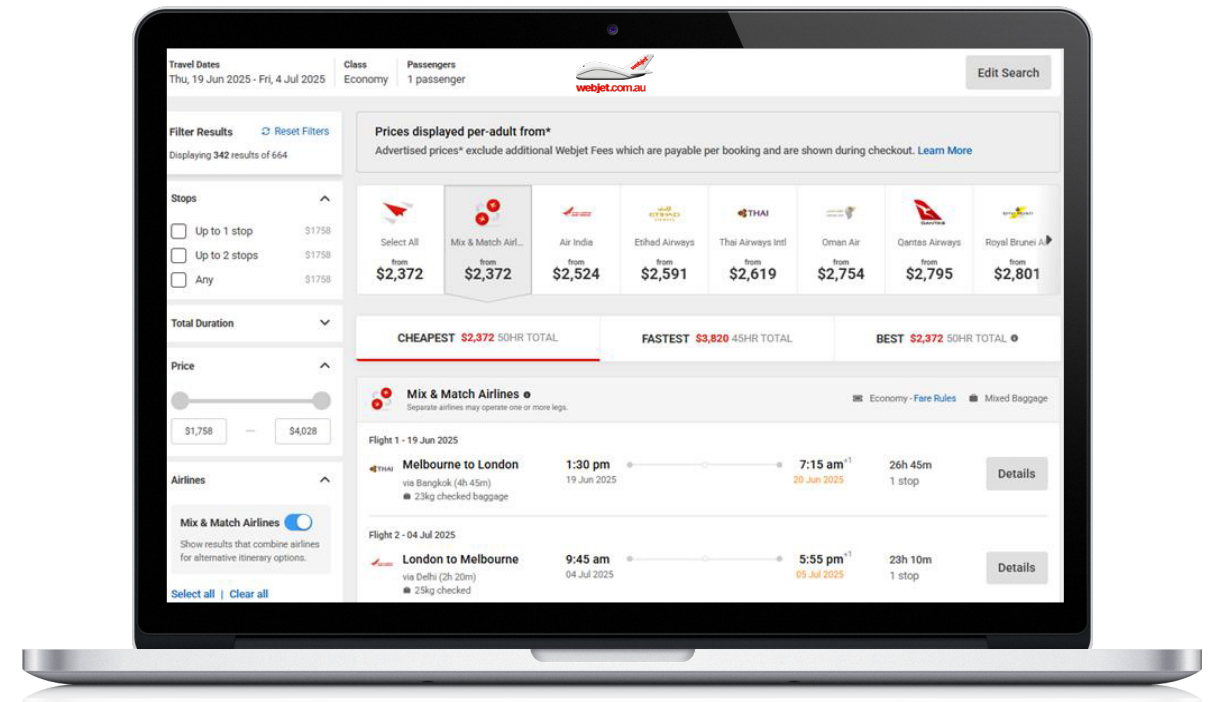 Travel Dates
Thu, 19 Jun 2025 - Fri, 4 Jul 2025
Class
Economy
Passengers
1 passenger
webjet
webjet.com.au
Edit Search
Filter Results
Reset Filters
Displaying 342 results of 664
Stops
Up to 1 stop $1758
Up to 2 stops $1758
Any $1758
Total Duration
Price
$1,758 — $4,028
Airlines
Mix & Match Airlines
Show results that combine airlines
for alternative itinerary options.
Select all | Clear all
Prices displayed per-adult from*
Advertised prices* exclude additional Webjet Fees which are payable per booking and are shown during checkout. Learn More
Select All
from
$2,372
Mix & Match Airl...
from
$2,372
Air India
from
$2,524
ETIHAD
Etihad Airways
from
$2,591
THAI
Thai Airways Intl
from
$2,619
Oman Air
from
$2,754
QANTAS
Qantas Airways
from
$2,795
Royal Brunei
from
$2,801
CHEAPEST $2,372 50HR TOTAL
FASTEST $3,820 45HR TOTAL
BEST $2,372 50HR TOTAL
Mix & Match Airlines
Separate airlines may operate one or more legs.
Economy - Fare Rules
Mixed Baggage
Flight 1 - 19 Jun 2025
THAI
Melbourne to London
via Bangkok (4h 45m)
23kg checked baggage
1:30 pm
19 Jun 2025
7:15 am+1
20 Jun 2025
26h 45m
1 stop
Details
Flight 2 - 04 Jul 2025
London to Melbourne
via Delhi (2h 20m)
25kg checked
9:45 am
04 Jul 2025
5:55 pm+1
05 Jul 2025
23h 10m
1 stop
Details